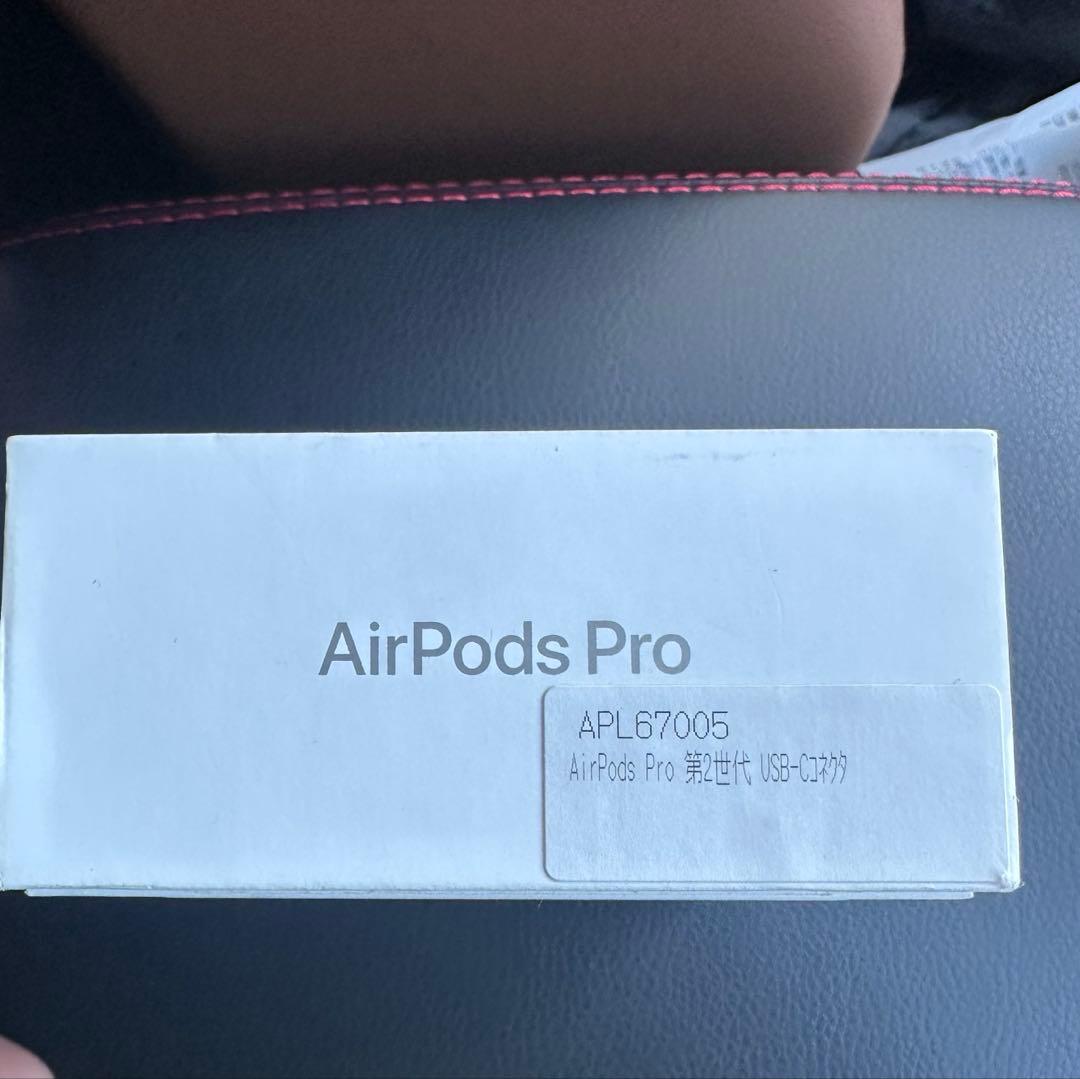 AirPods Pro
APL67005
AirPods Pro 第2世代 USB-Cｺﾈｸﾀ